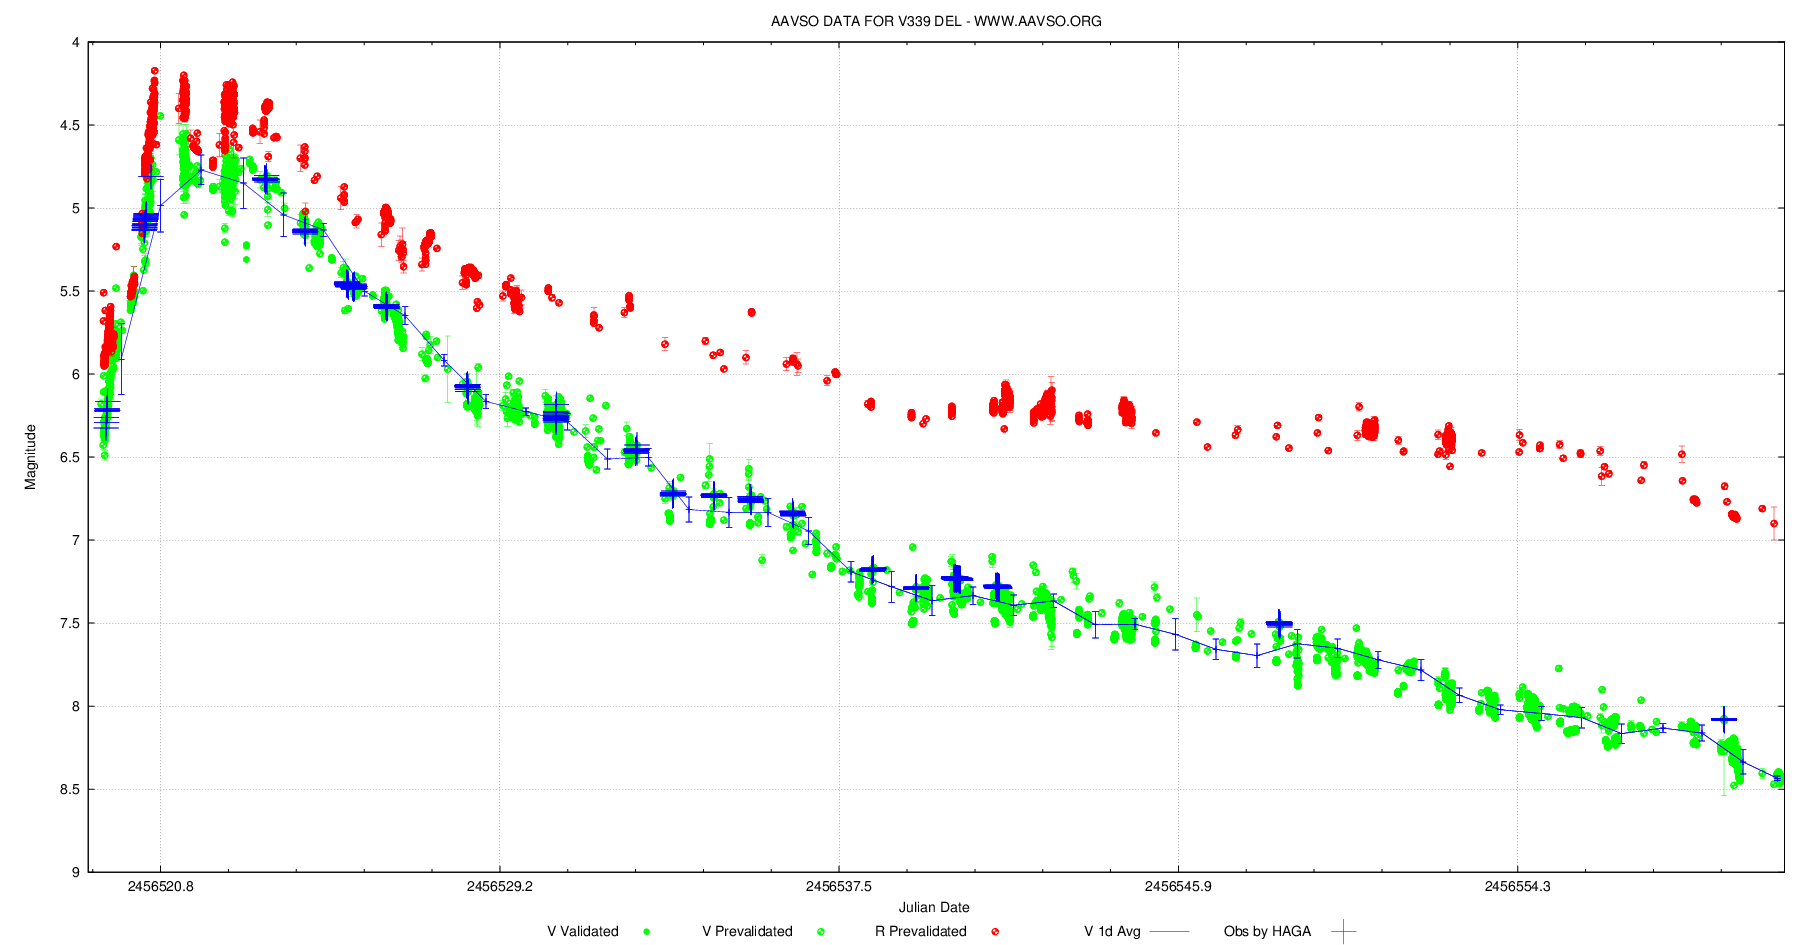 AAVSO DATA FOR V339 DEL - WWW.AAVSO.ORG
4
4.5
5
5.5
6
6.5
7
7.5
8
8.5
9
Magnitude
2456520.8 2456529.2 2456537.5 2456545.9 2456554.3
Julian Date
V Validated V Prevalidated R Prevalidated V 1d Avg Obs by HAGA